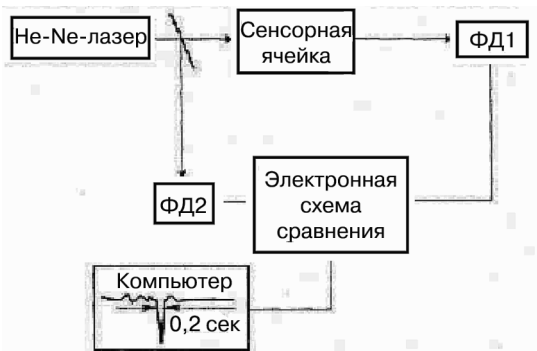 He-Ne-лазер
Сенсорная
ячейка
ФД1
ФД2
Электронная
схема
сравнения
Компьютер
0,2 сек